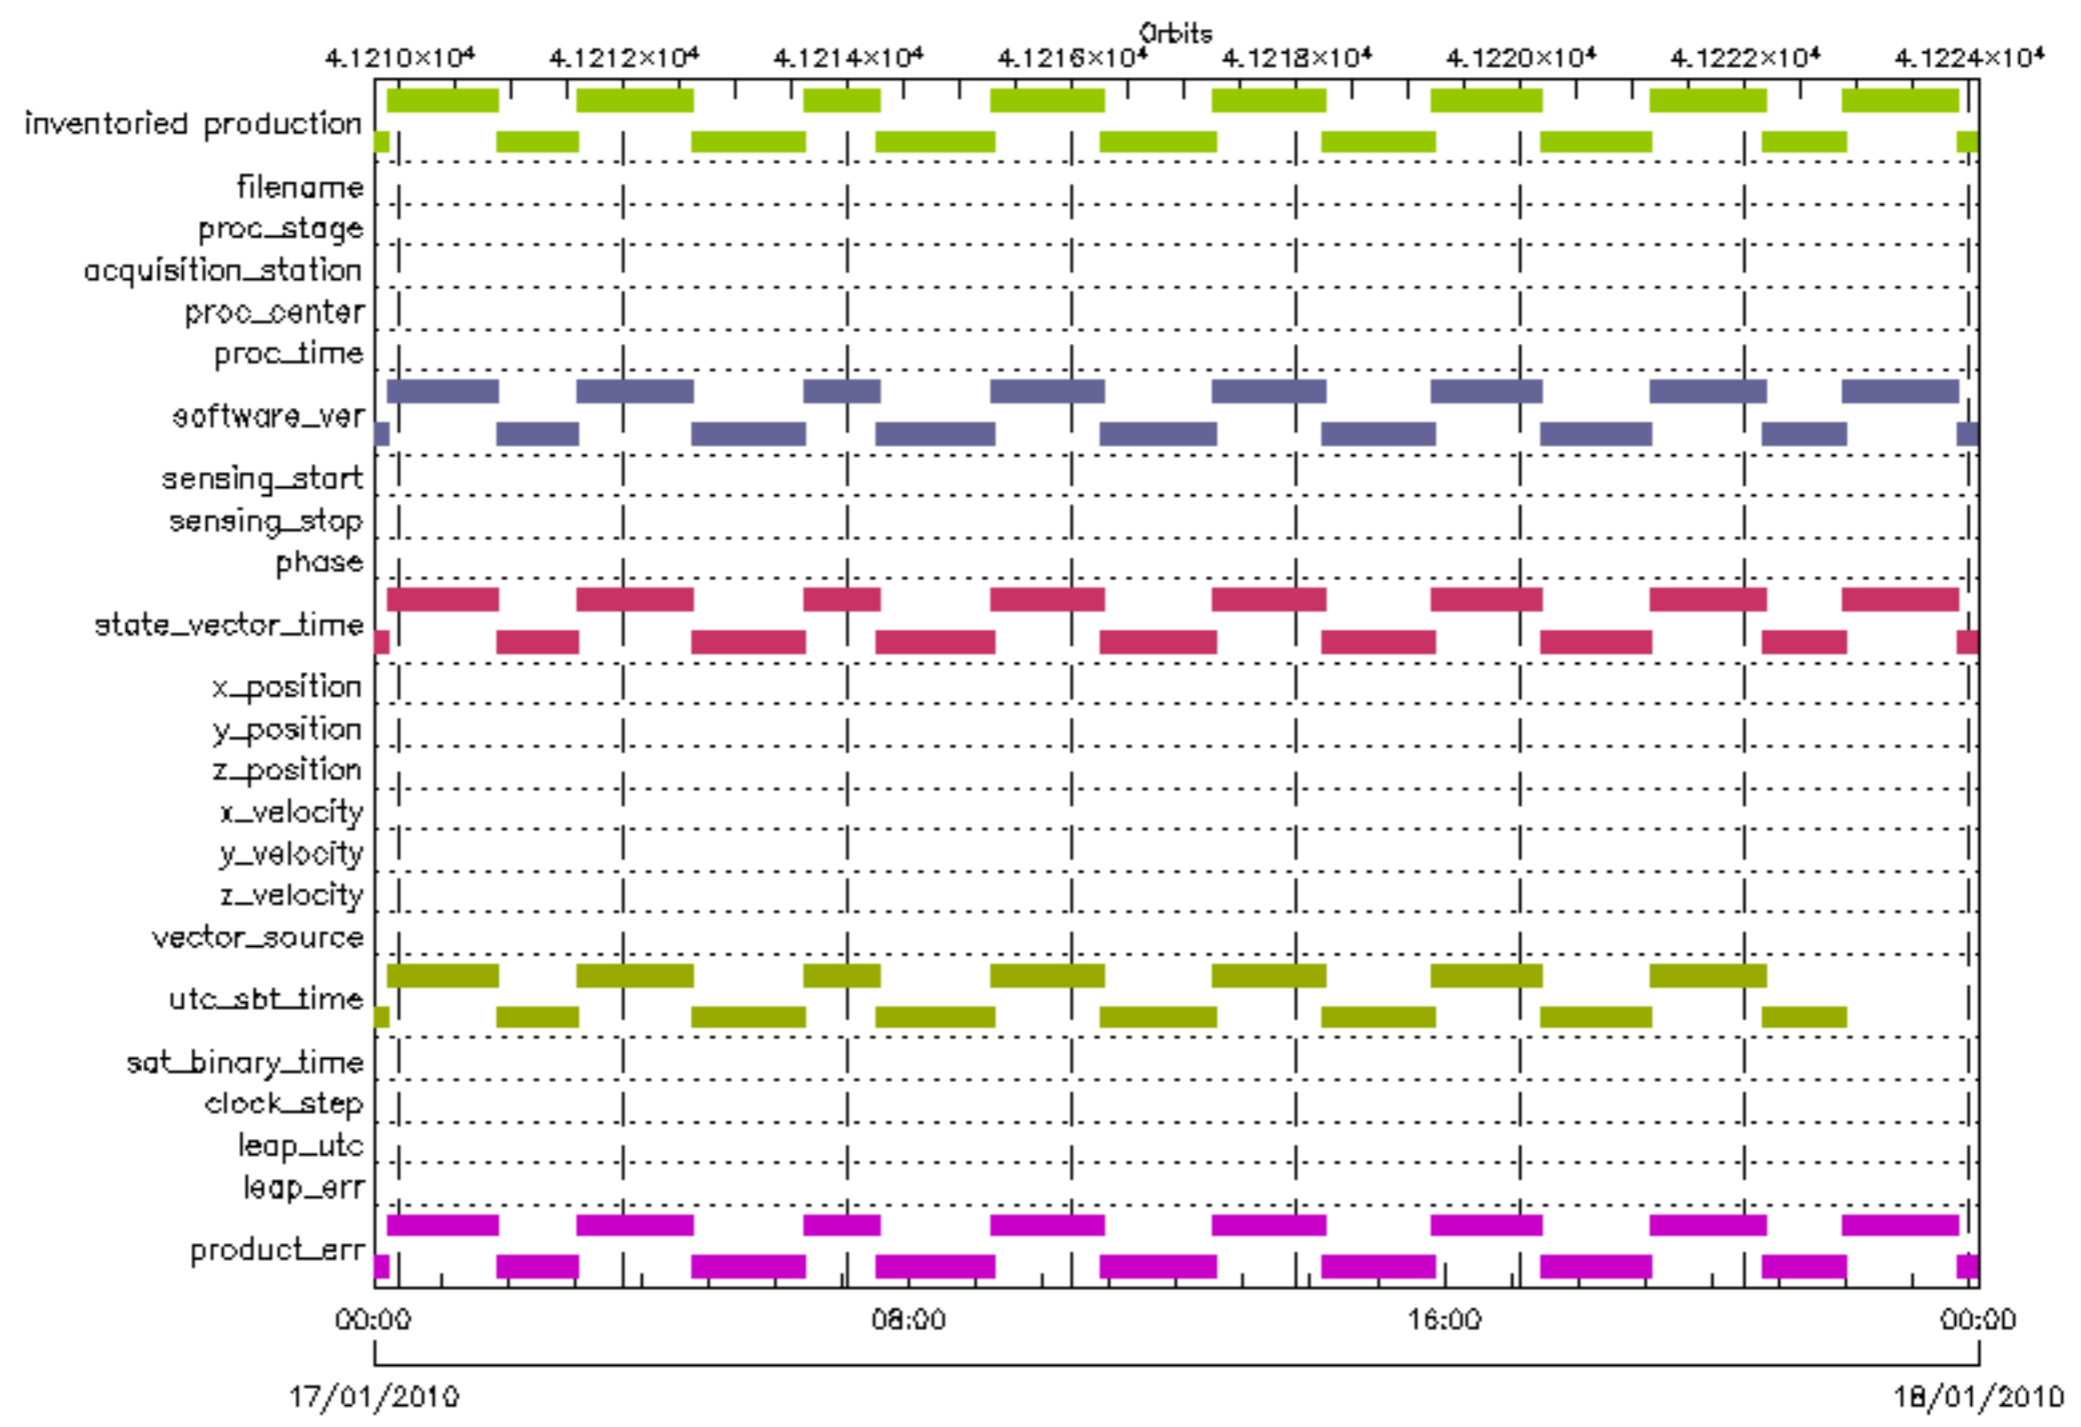 Orbits
4.1210×10⁴ 4.1212×10⁴ 4.1214×10⁴ 4.1216×10⁴ 4.1218×10⁴ 4.1220×10⁴ 4.1222×10⁴ 4.1224×10⁴
inventoried production
filename
proc_stage
acquisition_station
proc_center
proc_time
software_ver
sensing_start
sensing_stop
phase
state_vector_time
x_position
y_position
z_position
x_velocity
y_velocity
z_velocity
vector_source
utc_sbt_time
sat_binary_time
clock_step
leap_utc
leap_err
product_err
00:00 08:00 16:00 00:00
17/01/2010 18/01/2010